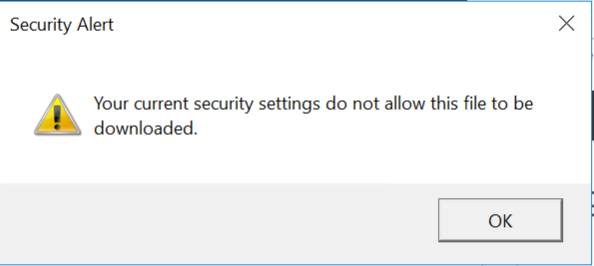 Security Alert
Your current security settings do not allow this file to be
downloaded.
OK